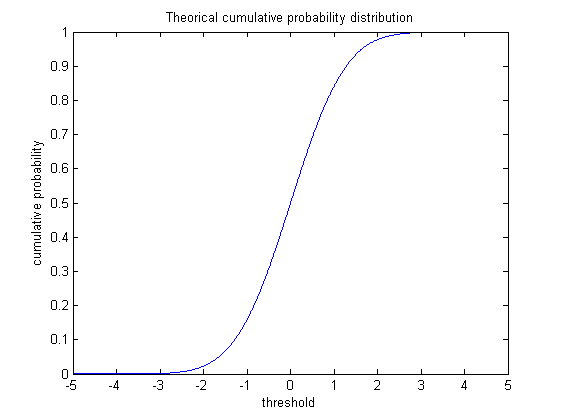 Theorical cumulative probability distribution
1
0.9
0.8
0.7
0.6
0.5
0.4
0.3
0.2
0.1
0
cumulative probability
-5 -4 -3 -2 -1 0 1 2 3 4 5
threshold